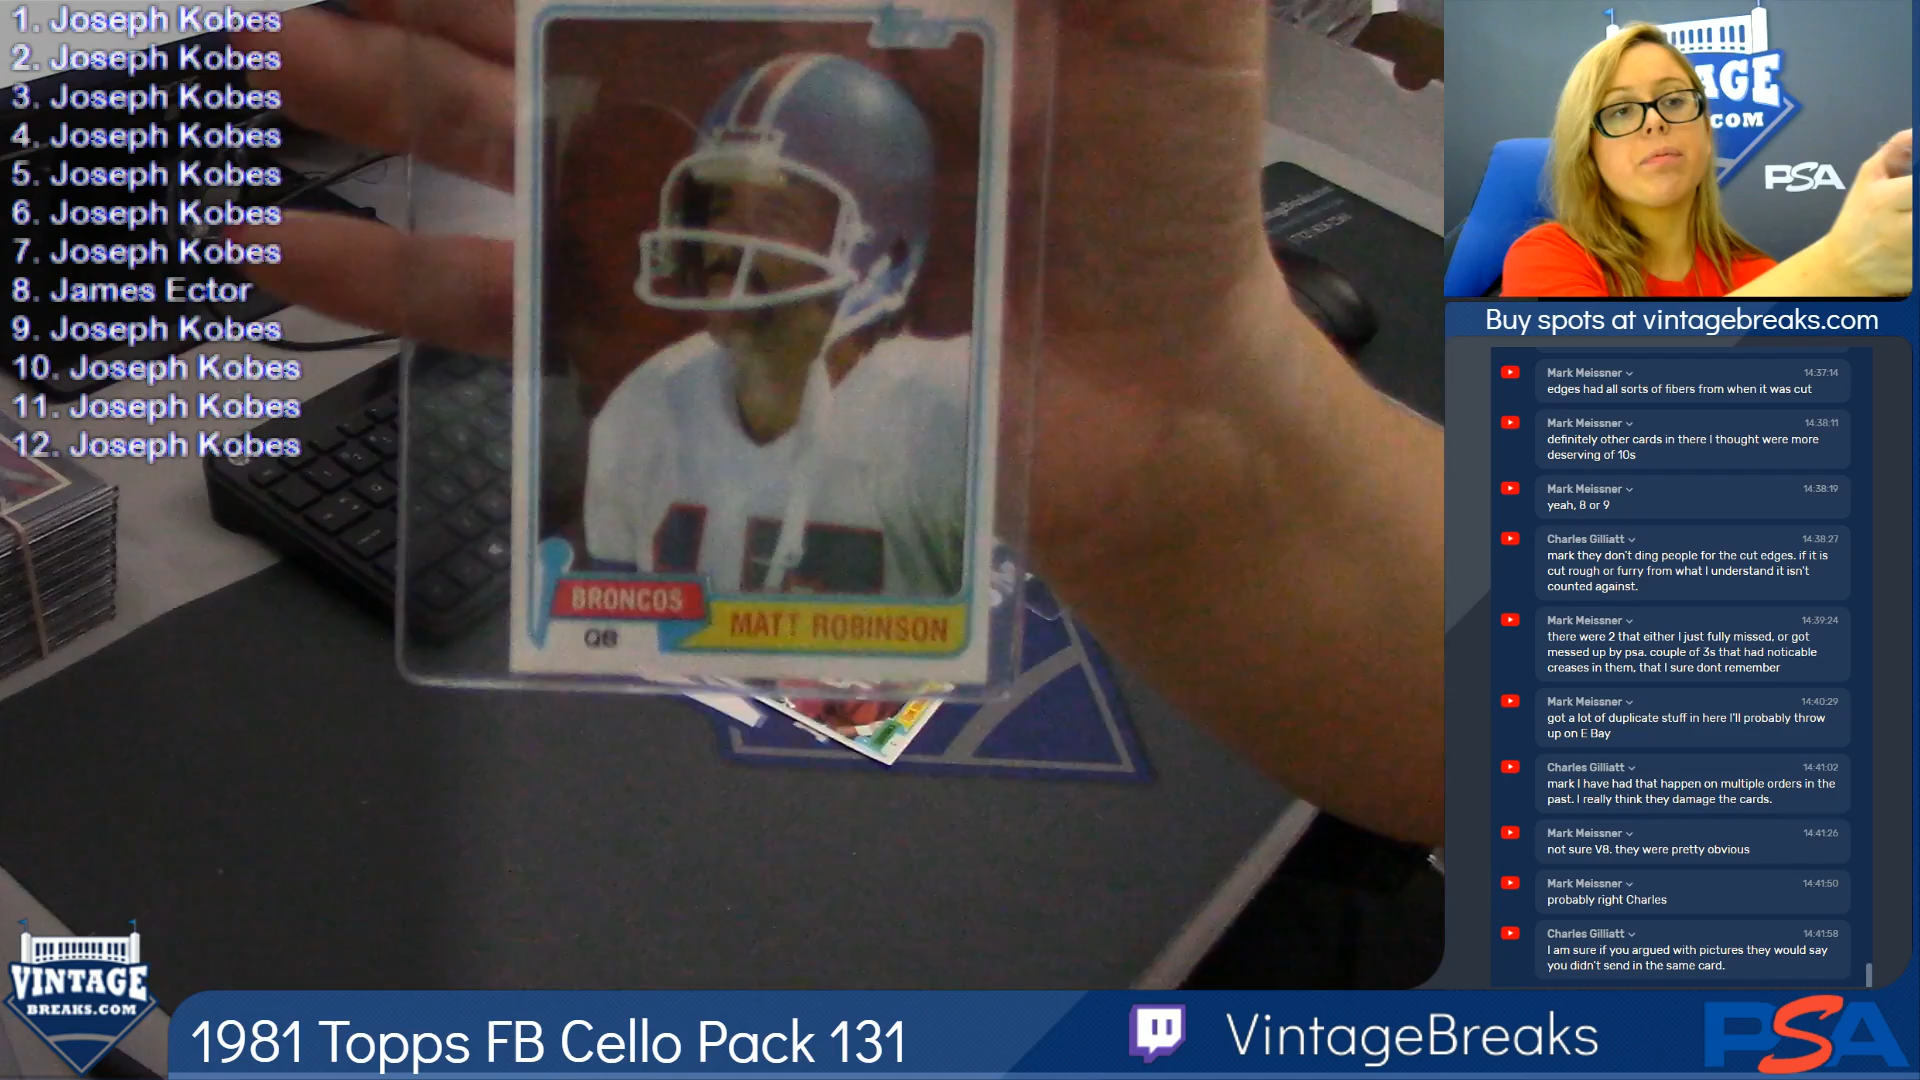 1. Joseph Kobes
2. Joseph Kobes
3. Joseph Kobes
4. Joseph Kobes
5. Joseph Kobes
6. Joseph Kobes
7. Joseph Kobes
8. James Ector
9. Joseph Kobes
10. Joseph Kobes
11. Joseph Kobes
12. Joseph Kobes
BRONCOS
QB
MATT ROBINSON
AGE
.COM
PSA
Buy spots at vintagebreaks.com
Mark Meissner 14:37:14
edges had all sorts of fibers from when it was cut
Mark Meissner 14:38:11
definitely other cards in there I thought were more
deserving of 10s
Mark Meissner 14:38:19
yeah, 8 or 9
Charles Gilliatt 14:38:27
mark they don't ding people for the cut edges. if it is
cut rough or furry from what I understand it isn't
counted against.
Mark Meissner 14:39:24
there were 2 that either I just fully missed, or got
messed up by psa. couple of 3s that had noticable
creases in them, that I sure dont remember
Mark Meissner 14:40:29
got a lot of duplicate stuff in here I'll probably throw
up on E Bay
Charles Gilliatt 14:41:02
mark I have had that happen on multiple orders in the
past. I really think they damage the cards.
Mark Meissner 14:41:26
not sure V8. they were pretty obvious
Mark Meissner 14:41:50
probably right Charles
Charles Gilliatt 14:41:58
I am sure if you argued with pictures they would say
you didn't send in the same card.
VINTAGE
BREAKS.COM
1981 Topps FB Cello Pack 131
VintageBreaks
PSA